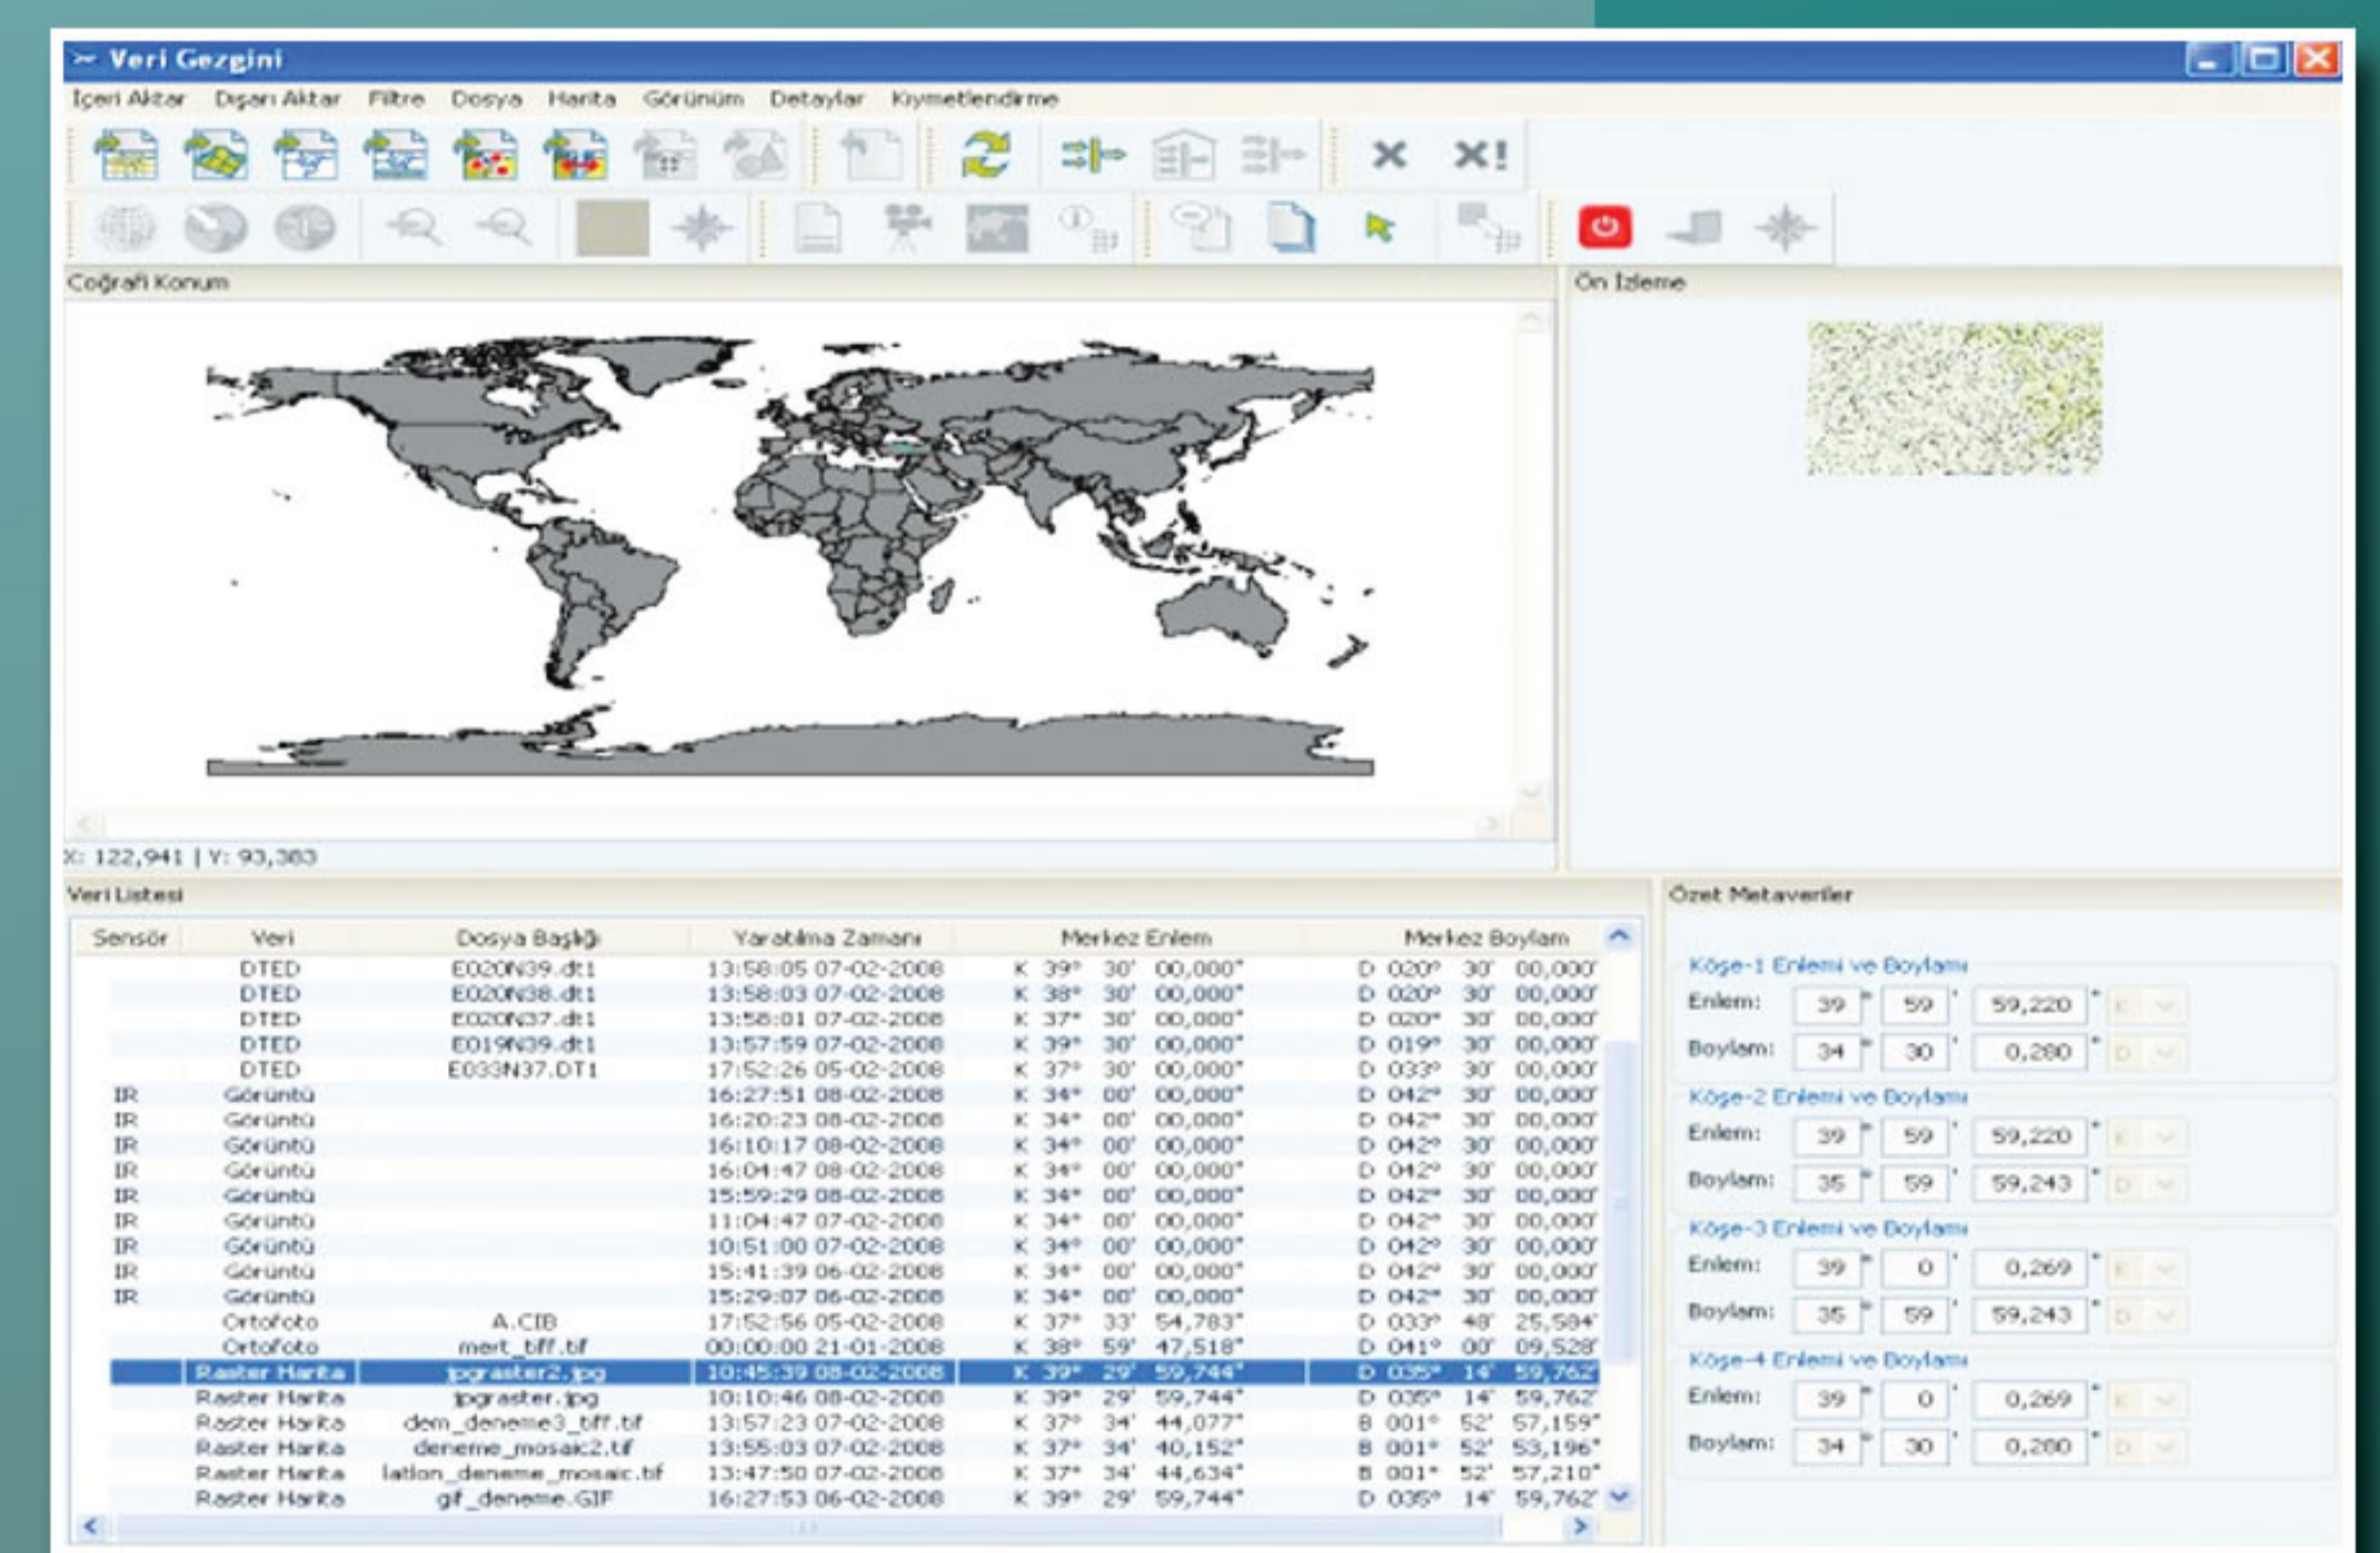 Veri Gezgini
İçeri Aktar Dışarı Aktar Filtre Dosya Harita Görünüm Detaylar Kıymetlendirme
Coğrafi Konum
Ön İzleme
X: 122,941 | Y: 93,383
Veri Listesi
Sensör Veri Dosya Başlığı Yaratılma Zamanı Merkez Enlem Merkez Boylam
DTED E020N39.dt1 13:58:05 07-02-2008 K 39° 30' 00,000" D 020° 30' 00,000"
DTED E020N38.dt1 13:58:03 07-02-2008 K 38° 30' 00,000" D 020° 30' 00,000"
DTED E020N37.dt1 13:58:01 07-02-2008 K 37° 30' 00,000" D 020° 30' 00,000"
DTED E019N39.dt1 13:57:59 07-02-2008 K 39° 30' 00,000" D 019° 30' 00,000"
DTED E033N37.DT1 17:52:26 05-02-2008 K 37° 30' 00,000" D 033° 30' 00,000"
IR Görüntü 16:27:51 08-02-2008 K 34° 00' 00,000" D 042° 30' 00,000"
IR Görüntü 16:20:23 08-02-2008 K 34° 00' 00,000" D 042° 30' 00,000"
IR Görüntü 16:10:17 08-02-2008 K 34° 00' 00,000" D 042° 30' 00,000"
IR Görüntü 16:04:47 08-02-2008 K 34° 00' 00,000" D 042° 30' 00,000"
IR Görüntü 15:59:29 08-02-2008 K 34° 00' 00,000" D 042° 30' 00,000"
IR Görüntü 11:04:47 07-02-2008 K 34° 00' 00,000" D 042° 30' 00,000"
IR Görüntü 10:51:00 07-02-2008 K 34° 00' 00,000" D 042° 30' 00,000"
IR Görüntü 15:41:39 06-02-2008 K 34° 00' 00,000" D 042° 30' 00,000"
IR Görüntü 15:29:07 06-02-2008 K 34° 00' 00,000" D 042° 30' 00,000"
Ortofoto A.CIB 17:52:56 05-02-2008 K 37° 33' 54,783" D 033° 48' 25,584"
Ortofoto mert_tiff.tif 00:00:00 21-01-2008 K 38° 59' 47,518" D 041° 00' 09,528"
Raster Harita jpgraster2.jpg 10:45:39 08-02-2008 K 39° 29' 59,744" D 035° 14' 59,762
Raster Harita jpgraster.jpg 10:10:46 08-02-2008 K 39° 29' 59,744" D 035° 14' 59,762"
Raster Harita dem_deneme3_tiff.tif 13:57:23 07-02-2008 K 37° 34' 44,077" B 001° 52' 57,159"
Raster Harita deneme_mosaic2.tif 13:55:03 07-02-2008 K 37° 34' 40,152" B 001° 52' 53,196"
Raster Harita latlon_deneme_mosaic.tif 13:47:50 07-02-2008 K 37° 34' 44,634" B 001° 52' 57,210"
Raster Harita gif_deneme.GIF 16:27:53 06-02-2008 K 39° 29' 59,744" D 035° 14' 59,762"
Özet Metaveriler
Köşe-1 Enlemi ve Boylamı
Enlem: 39 ° 59 ' 59,220 " K
Boylam: 34 ° 30 ' 0,280 " D
Köşe-2 Enlemi ve Boylamı
Enlem: 39 ° 59 ' 59,220 " K
Boylam: 35 ° 59 ' 59,243 " D
Köşe-3 Enlemi ve Boylamı
Enlem: 39 ° 0 ' 0,269 " K
Boylam: 35 ° 59 ' 59,243 " D
Köşe-4 Enlemi ve Boylamı
Enlem: 39 ° 0 ' 0,269 " K
Boylam: 34 ° 30 ' 0,280 " D